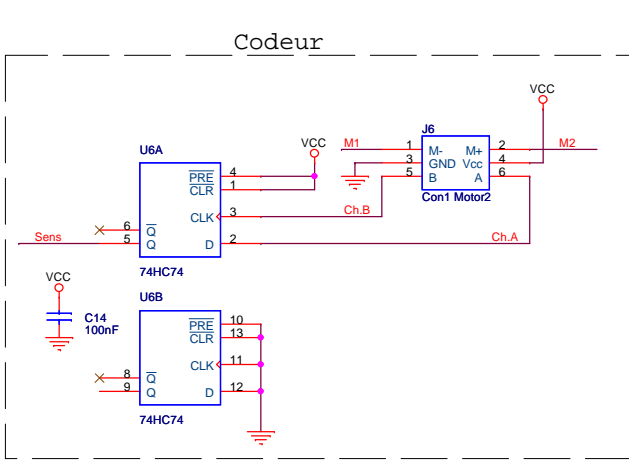 Codeur
VCC
J6
M1 1 M- M+ 2 M2
3 GND Vcc 4
5 B A 6
Con1 Motor2
VCC
U6A
PRE 4
CLR 1
CLK 3 Ch.B
6 Q
Sens 5 Q D 2 Ch.A
74HC74
VCC
C14
100nF
U6B
PRE 10
CLR 13
CLK 11
8 Q
9 Q D 12
74HC74